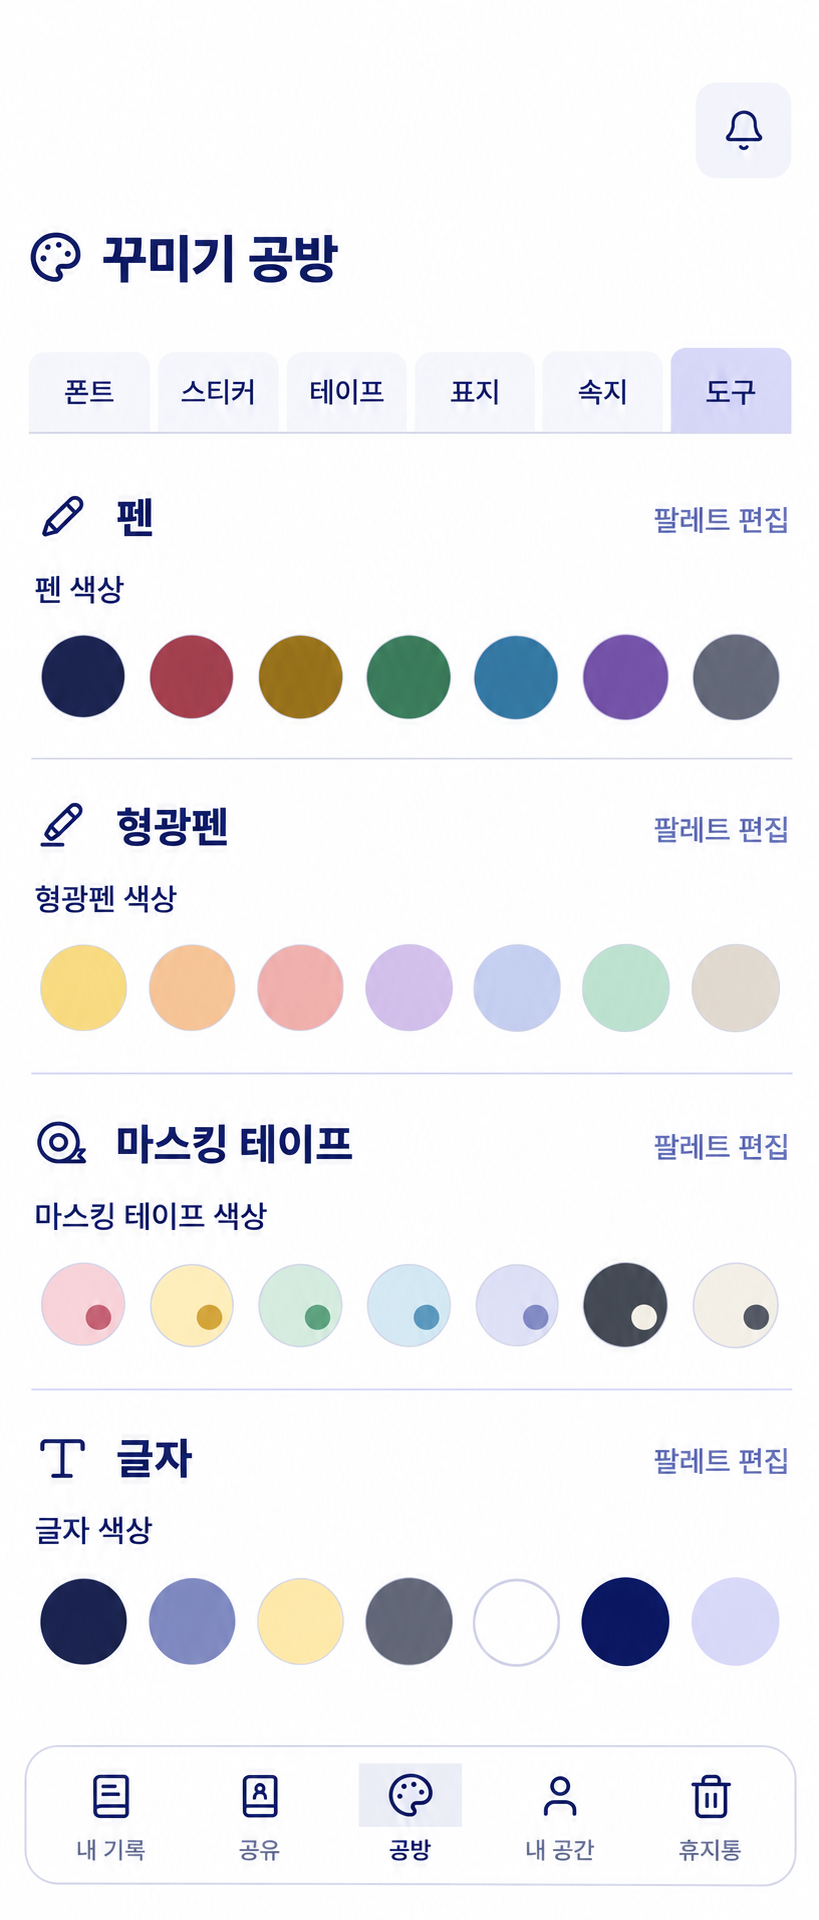 꾸미기 공방
폰트 스티커 테이프 표지 속지 도구
펜 팔레트 편집
펜 색상
형광펜 팔레트 편집
형광펜 색상
마스킹 테이프 팔레트 편집
마스킹 테이프 색상
글자 팔레트 편집
글자 색상
내 기록 공유 공방 내 공간 휴지통